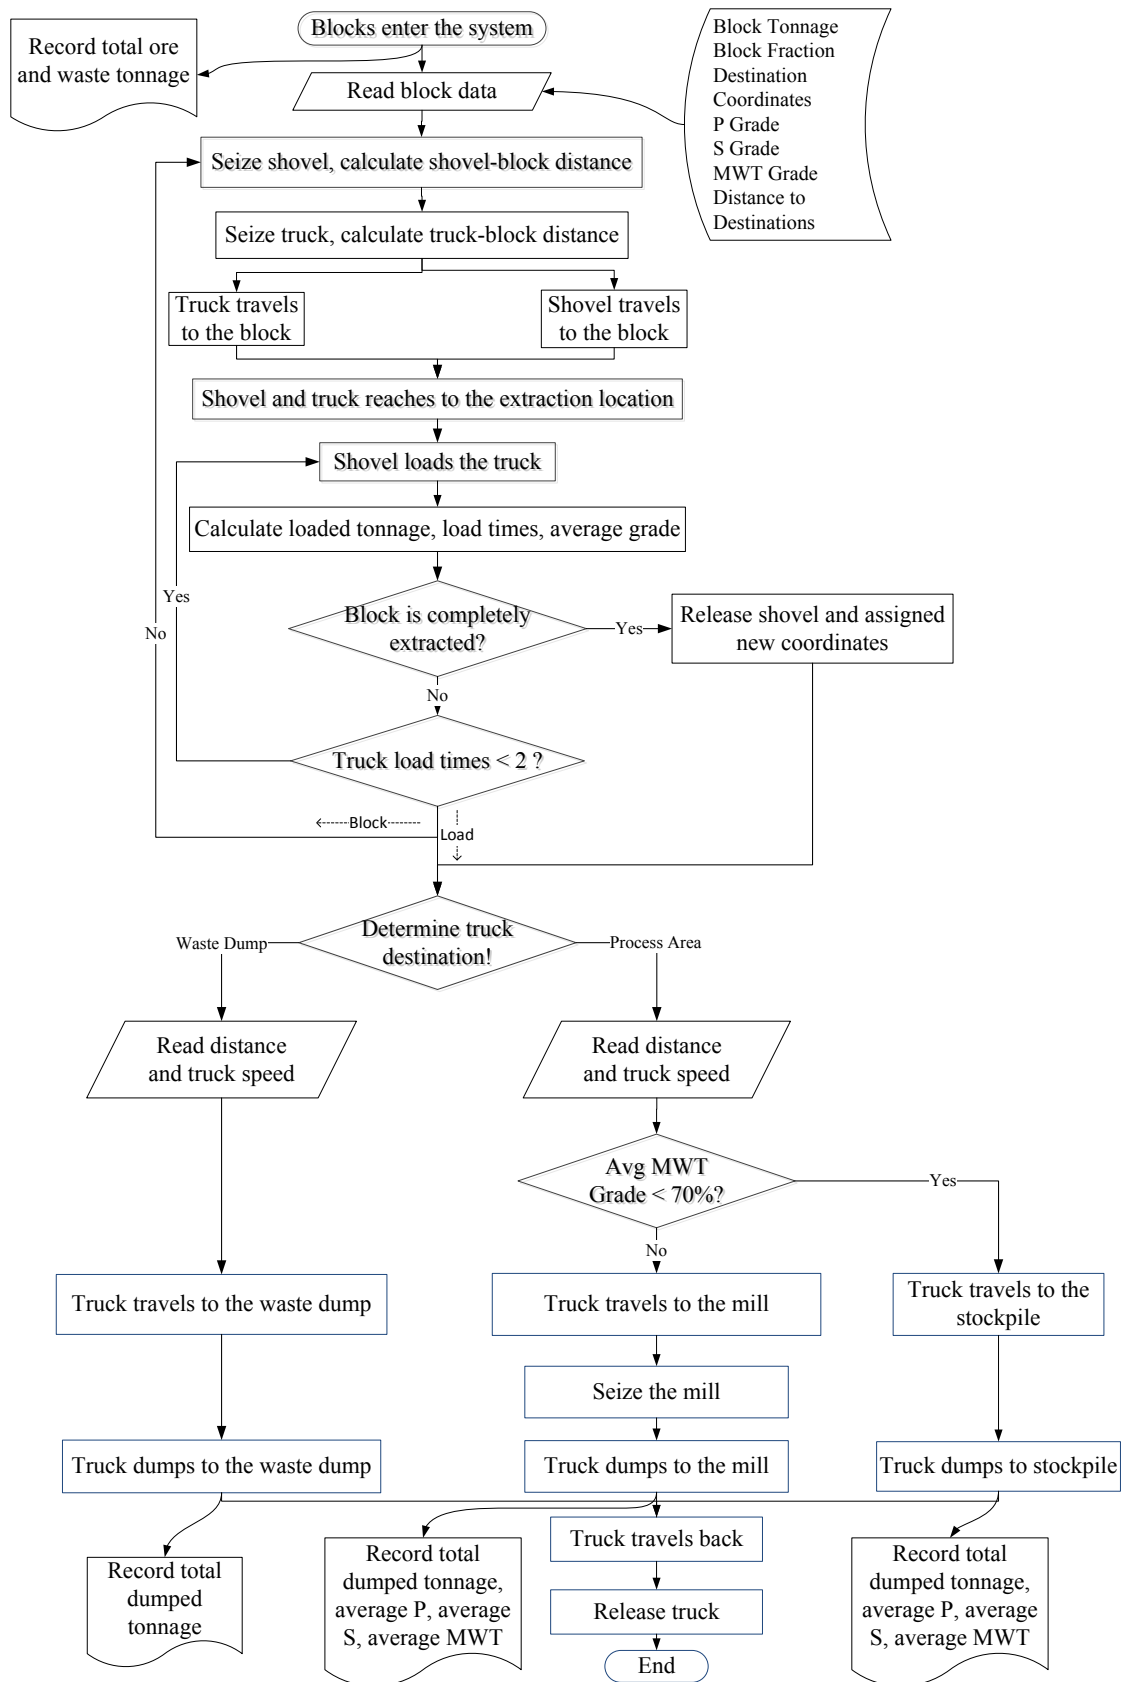 Blocks enter the system
Record total ore
and waste tonnage
Read block data
Block Tonnage
Block Fraction
Destination
Coordinates
P Grade
S Grade
MWT Grade
Distance to
Destinations
Seize shovel, calculate shovel-block distance
Seize truck, calculate truck-block distance
Truck travels
to the block
Shovel travels
to the block
Shovel and truck reaches to the extraction location
Shovel loads the truck
Calculate loaded tonnage, load times, average grade
Yes
No
Block is completely
extracted?
Yes
Release shovel and assigned
new coordinates
No
Truck load times < 2 ?
Block
Load
Determine truck
destination!
Waste Dump
Process Area
Read distance
and truck speed
Read distance
and truck speed
Avg MWT
Grade < 70%?
Yes
No
Truck travels to the waste dump
Truck travels to the mill
Truck travels to the
stockpile
Seize the mill
Truck dumps to the waste dump
Truck dumps to the mill
Truck dumps to stockpile
Truck travels back
Record total
dumped
tonnage
Record total
dumped tonnage,
average P, average
S, average MWT
Release truck
Record total
dumped tonnage,
average P, average
S, average MWT
End